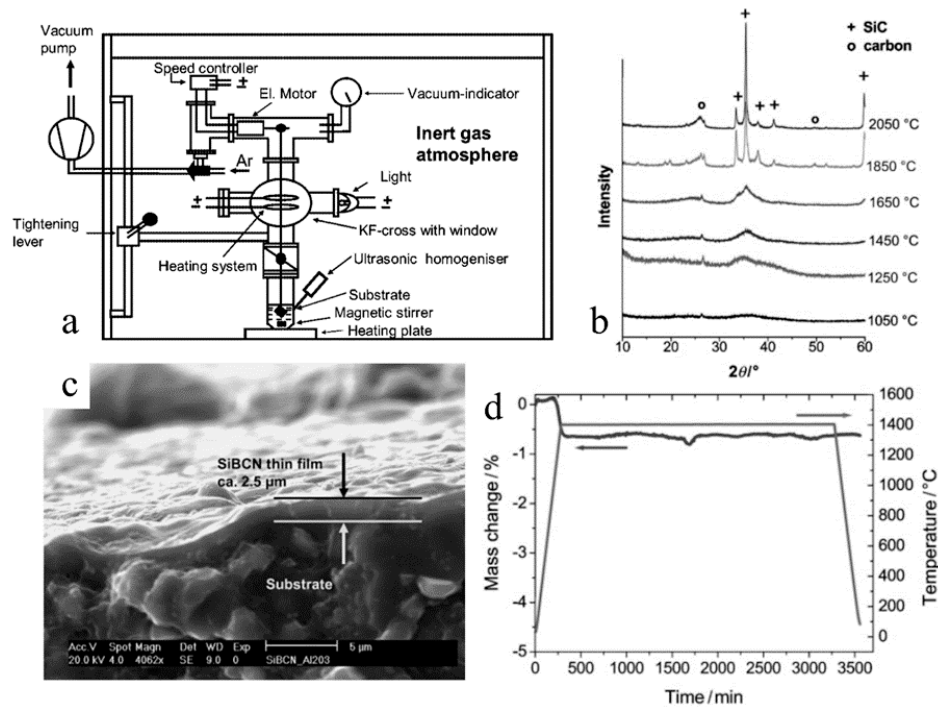 a
Vacuum
pump
Speed controller
±
El. Motor
Vacuum-indicator
Inert gas
atmosphere
Ar
Light
±
±
KF-cross with window
Tightening
lever
Heating system
Ultrasonic homogeniser
Substrate
Magnetic stirrer
Heating plate
b
+ SiC
o carbon
Intensity
2050 °C
1850 °C
1650 °C
1450 °C
1250 °C
1050 °C
10 20 30 40 50 60
2θ/°
c
SiBCN thin film
ca. 2.5 µm
Substrate
Acc.V Spot Magn Det WD Exp
20.0 kV 4.0 4062x SE 9.0 0 SiBCN_Al203
5 µm
d
Mass change / %
0
-1
-2
-3
-4
-5
Temperature / °C
1600
1400
1200
1000
800
600
400
200
0
0 500 1000 1500 2000 2500 3000 3500
Time / min